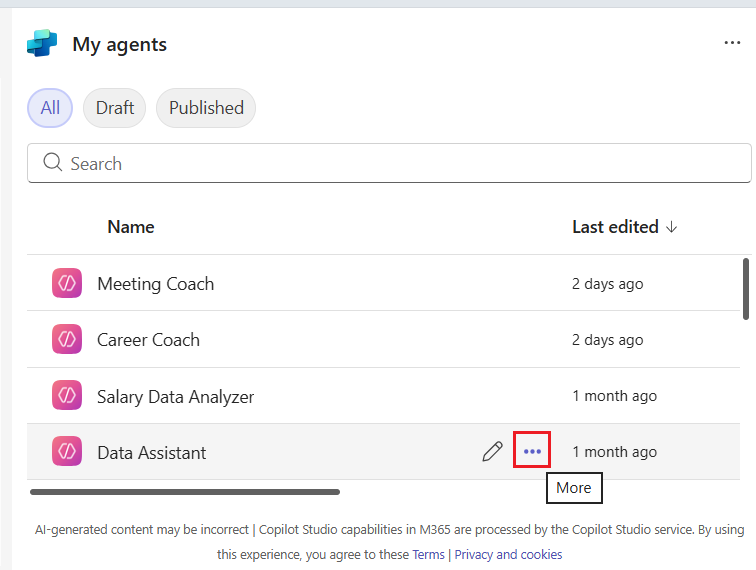 My agents
All Draft Published
Search
Name Last edited
Meeting Coach 2 days ago
Career Coach 2 days ago
Salary Data Analyzer 1 month ago
Data Assistant 1 month ago
More
AI-generated content may be incorrect | Copilot Studio capabilities in M365 are processed by the Copilot Studio service. By using
this experience, you agree to these Terms | Privacy and cookies